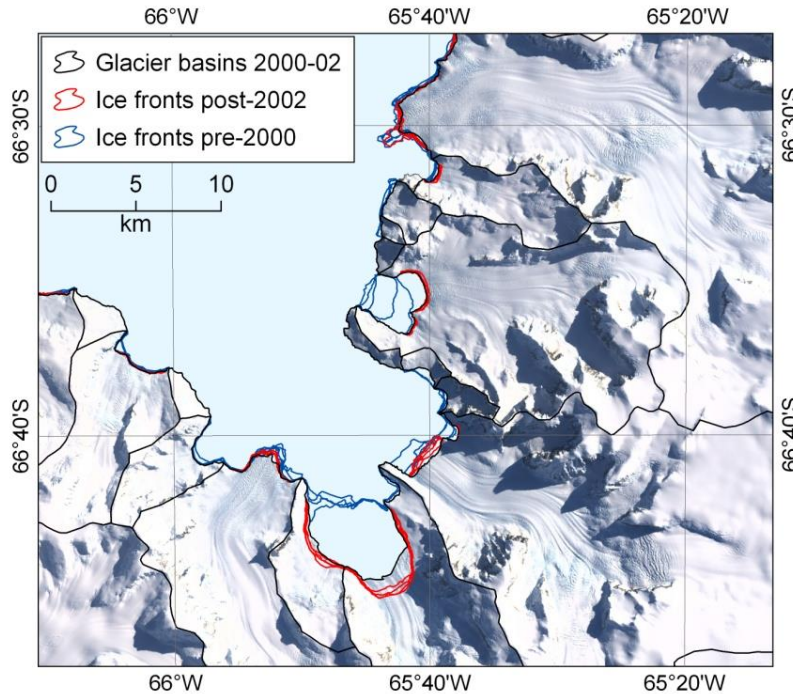 66°W 65°40'W 65°20'W
Glacier basins 2000-02
Ice fronts post-2002
Ice fronts pre-2000
0 5 10
km
66°30'S 66°30'S
66°40'S 66°40'S
66°W 65°40'W 65°20'W